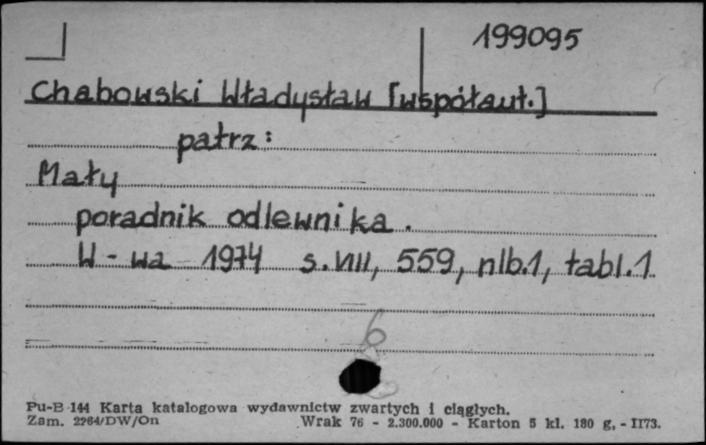 199095
Chabowski Władysław [współaut.]
patrz:
Mały
poradnik odlewnika.
W-wa 1974 s. VIII, 559, nlb.1, tabl.1
6
Pu-B 144 Karta katalogowa wydawnictw zwartych i ciągłych.
Zam. 2264/DW/On Wrak 76 - 2.300.000 - Karton 5 kl. 180 g, - II73.